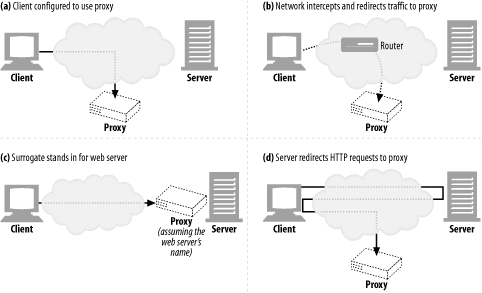 (a) Client configured to use proxy
Client
Server
Proxy
(b) Network intercepts and redirects traffic to proxy
Router
Client
Server
Proxy
(c) Surrogate stands in for web server
Client
Proxy
(assuming the
web server's
name)
Server
(d) Server redirects HTTP requests to proxy
Client
Server
Proxy